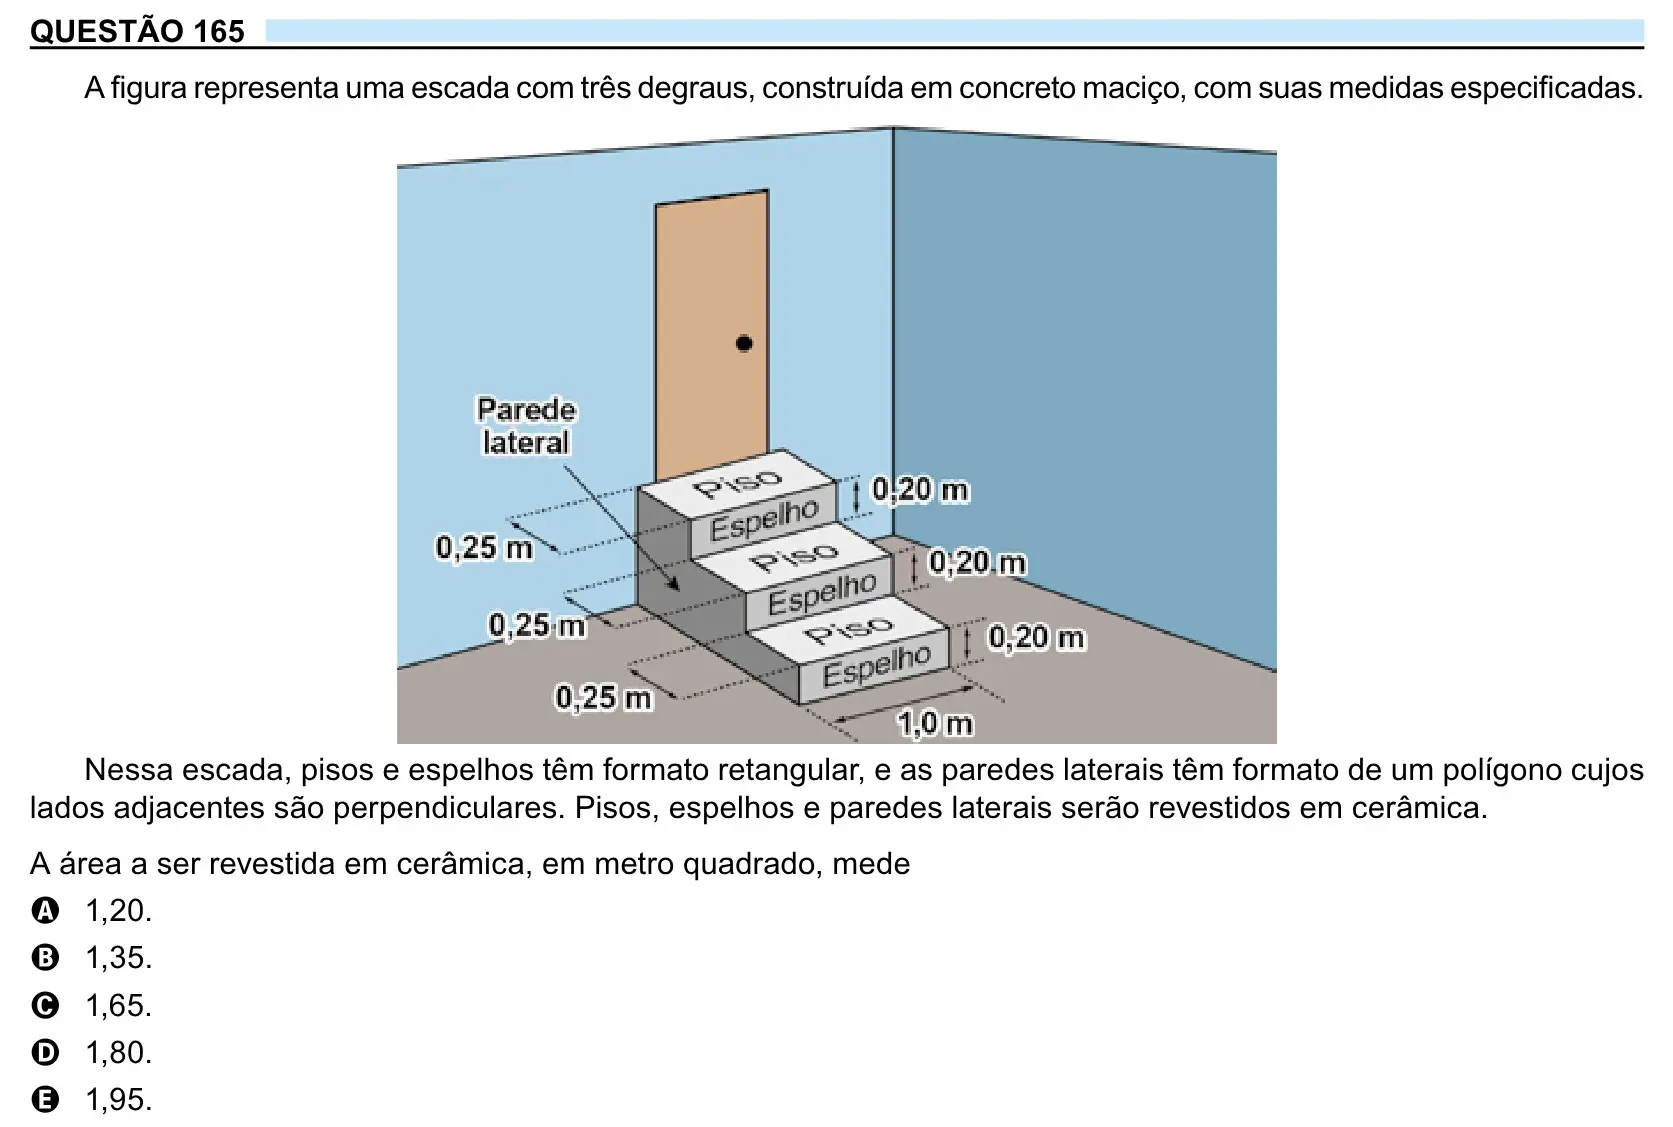 QUESTÃO 165
A figura representa uma escada com três degraus, construída em concreto maciço, com suas medidas especificadas.
Parede
lateral
Piso
0,20 m
Espelho
0,25 m
Piso
0,20 m
Espelho
0,25 m
Piso
0,20 m
Espelho
0,25 m
1,0 m
Nessa escada, pisos e espelhos têm formato retangular, e as paredes laterais têm formato de um polígono cujos
lados adjacentes são perpendiculares. Pisos, espelhos e paredes laterais serão revestidos em cerâmica.
A área a ser revestida em cerâmica, em metro quadrado, mede
A 1,20.
B 1,35.
C 1,65.
D 1,80.
E 1,95.